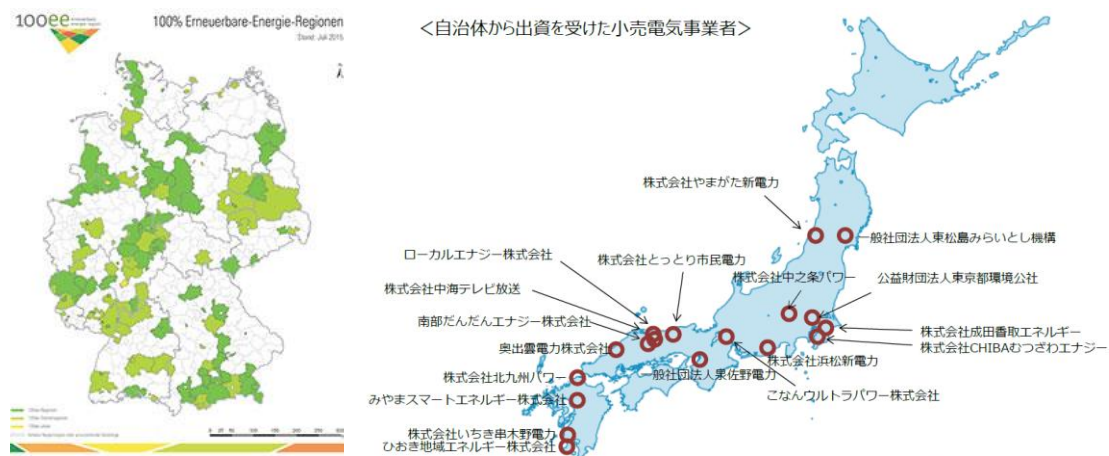 100ee
100% Erneuerbare-Energie-Regionen
Stand: Juli 2015
<自治体から出資を受けた小売電気事業者>
株式会社やまがた新電力
一般社団法人東松島みらいとし機構
ローカルエナジー株式会社
株式会社とっとり市民電力
株式会社中之条パワー
公益財団法人東京都環境公社
株式会社中海テレビ放送
南部だんだんエナジー株式会社
株式会社成田香取エネルギー
奥出雲電力株式会社
株式会社CHIBAむつざわエナジー
株式会社浜松新電力
株式会社北九州パワー
一般社団法人泉佐野電力
みやまスマートエネルギー株式会社
こなんウルトラパワー株式会社
株式会社いちき串木野電力
ひおき地域エネルギー株式会社